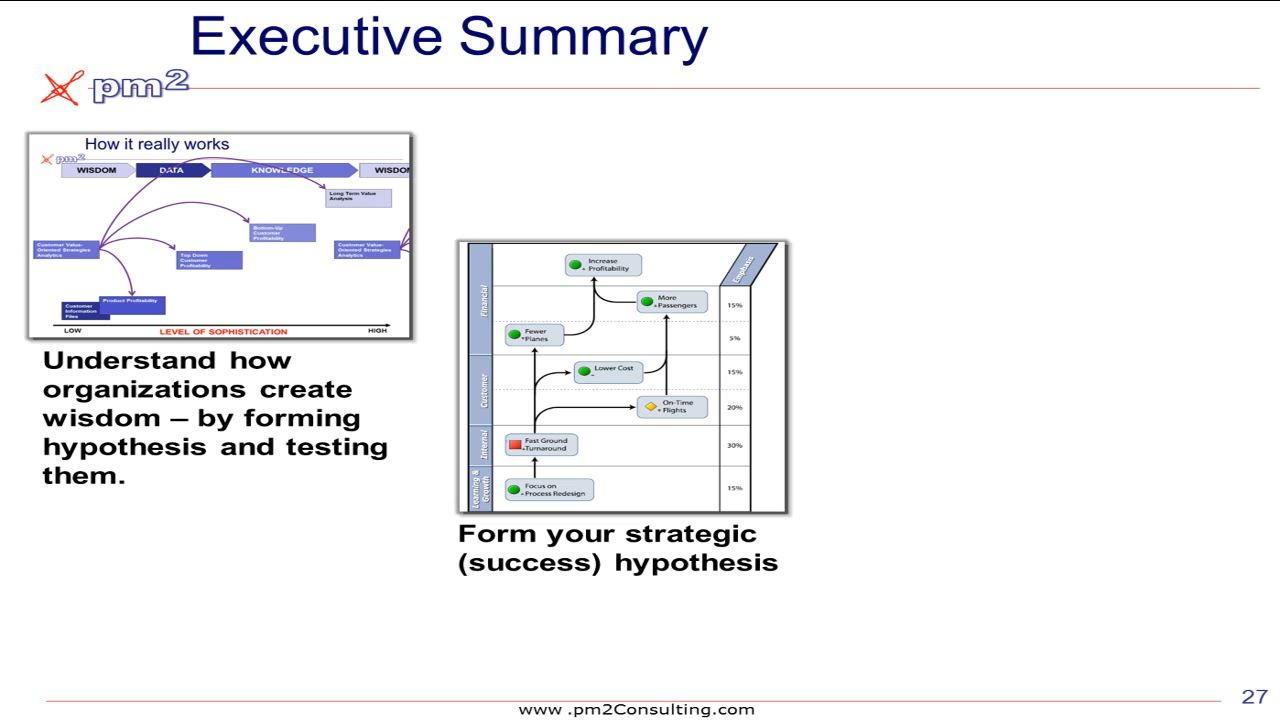 Executive Summary
pm2
How it really works
pm2
WISDOM
DATA
KNOWLEDGE
WISDOM
Long Term Value
Analysis
Bottom-Up
Customer
Profitability
Customer Value-
Oriented Strategies
Analytics
Top Down
Customer
Profitability
Customer Value-
Oriented Strategies
Analytics
Customer
Information
Files
Product Profitability
LOW
LEVEL OF SOPHISTICATION
HIGH
Understand how
organizations create
wisdom – by forming
hypothesis and testing
them.
Emphasis
Financial
Increase
Profitability
More
Passengers
15%
Fewer
Planes
5%
Customer
Lower Cost
15%
On-Time
Flights
20%
Internal
Fast Ground
Turnaround
30%
Learning &
Growth
Focus on
Process Redesign
15%
Form your strategic
(success) hypothesis
www .pm2Consulting.com
27